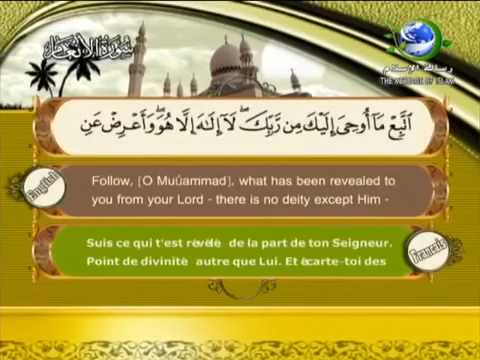 سورة الأنعام
رسالة الإسلام
THE MESSAGE OF ISLAM
ٱتَّبِعْ مَآ أُوحِىَ إِلَيْكَ مِن رَّبِّكَ ۖ لَآ إِلَٰهَ إِلَّا هُوَ ۖ وَأَعْرِضْ عَنِ
English
Follow, [O Muûammad], what has been revealed to
you from your Lord - there is no deity except Him -
Suis ce qui t'est révélé de la part de ton Seigneur.
Point de divinité autre que Lui. Et écarte-toi des
Francais